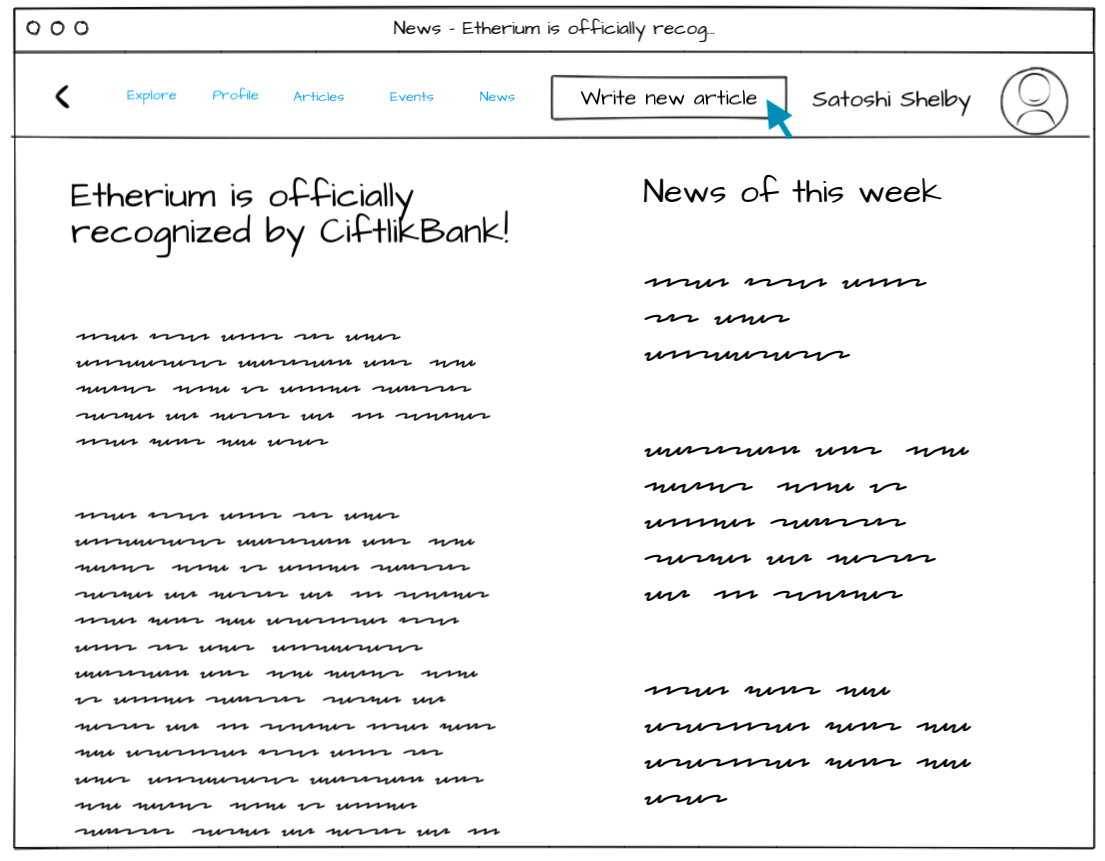 News - Etherium is officially recog...
Explore Profile Articles Events News Write new article Satoshi Shelby
Etherium is officially
recognized by CiftlikBank!
News of this week